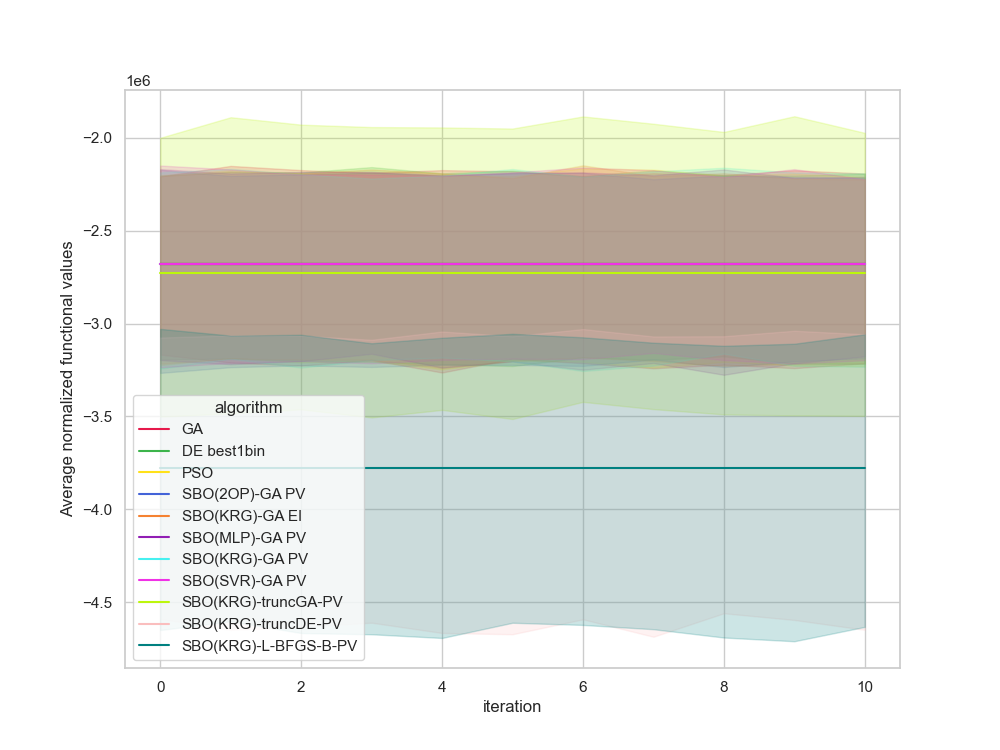 1e6
−2.0
−2.5
−3.0
−3.5
−4.0
−4.5
Average normalized functional values
algorithm
GA
DE best1bin
PSO
SBO(2OP)-GA PV
SBO(KRG)-GA EI
SBO(MLP)-GA PV
SBO(KRG)-GA PV
SBO(SVR)-GA PV
SBO(KRG)-truncGA-PV
SBO(KRG)-truncDE-PV
SBO(KRG)-L-BFGS-B-PV
0 2 4 6 8 10
iteration